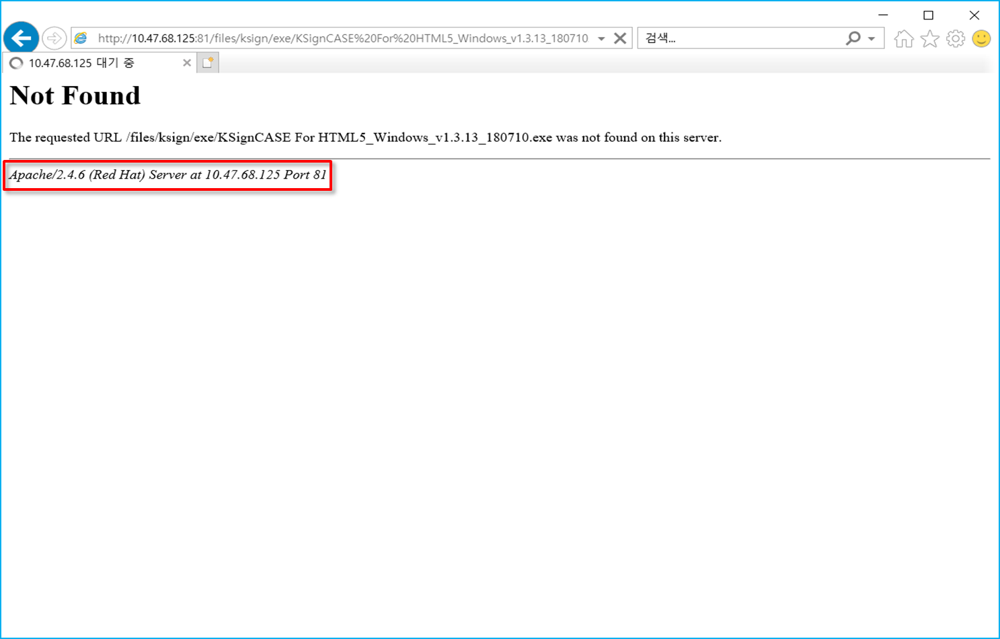 http://10.47.68.125:81/files/ksign/exe/KSignCASE%20For%20HTML5_Windows_v1.3.13_180710
검색...
10.47.68.125 대기 중
Not Found
The requested URL /files/ksign/exe/KSignCASE For HTML5_Windows_v1.3.13_180710.exe was not found on this server.
Apache/2.4.6 (Red Hat) Server at 10.47.68.125 Port 81